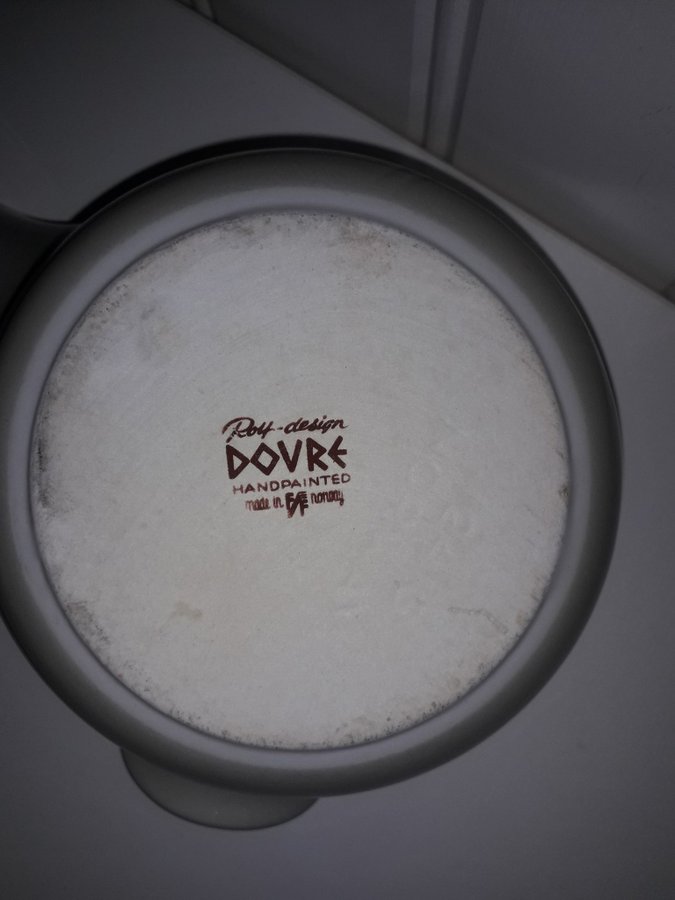 Rolf-design
DOVRE
HANDPAINTED
made in F/F norway